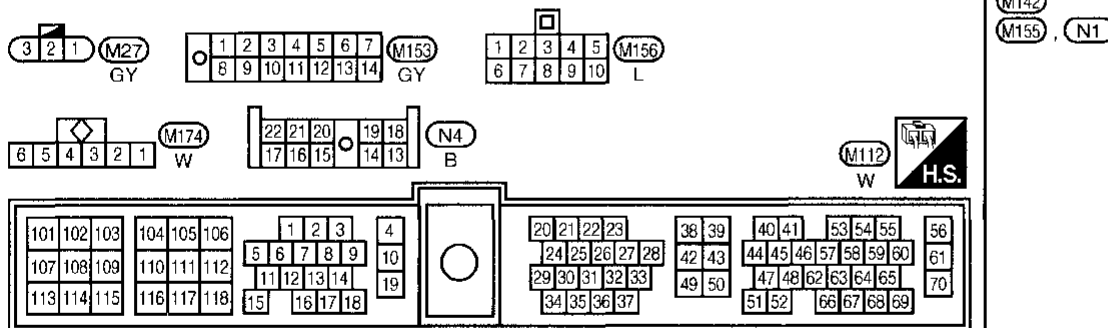 M142
M155 , N1
3 2 1 M27
GY
1 2 3 4 5 6 7 M153
8 9 10 11 12 13 14 GY
1 2 3 4 5 M156
6 7 8 9 10 L
6 5 4 3 2 1 M174
W
22 21 20 19 18 N4
17 16 15 14 13 B
M112
W
H.S.
101 102 103 104 105 106 1 2 3 4 20 21 22 23 38 39 40 41 53 54 55 56
5 6 7 8 9 10 24 25 26 27 28 42 43 44 45 46 57 58 59 60 61
107 108 109 110 111 112 11 12 13 14 19 29 30 31 32 33 49 50 47 48 62 63 64 65 70
113 114 115 116 117 118 15 16 17 18 34 35 36 37 51 52 66 67 68 69